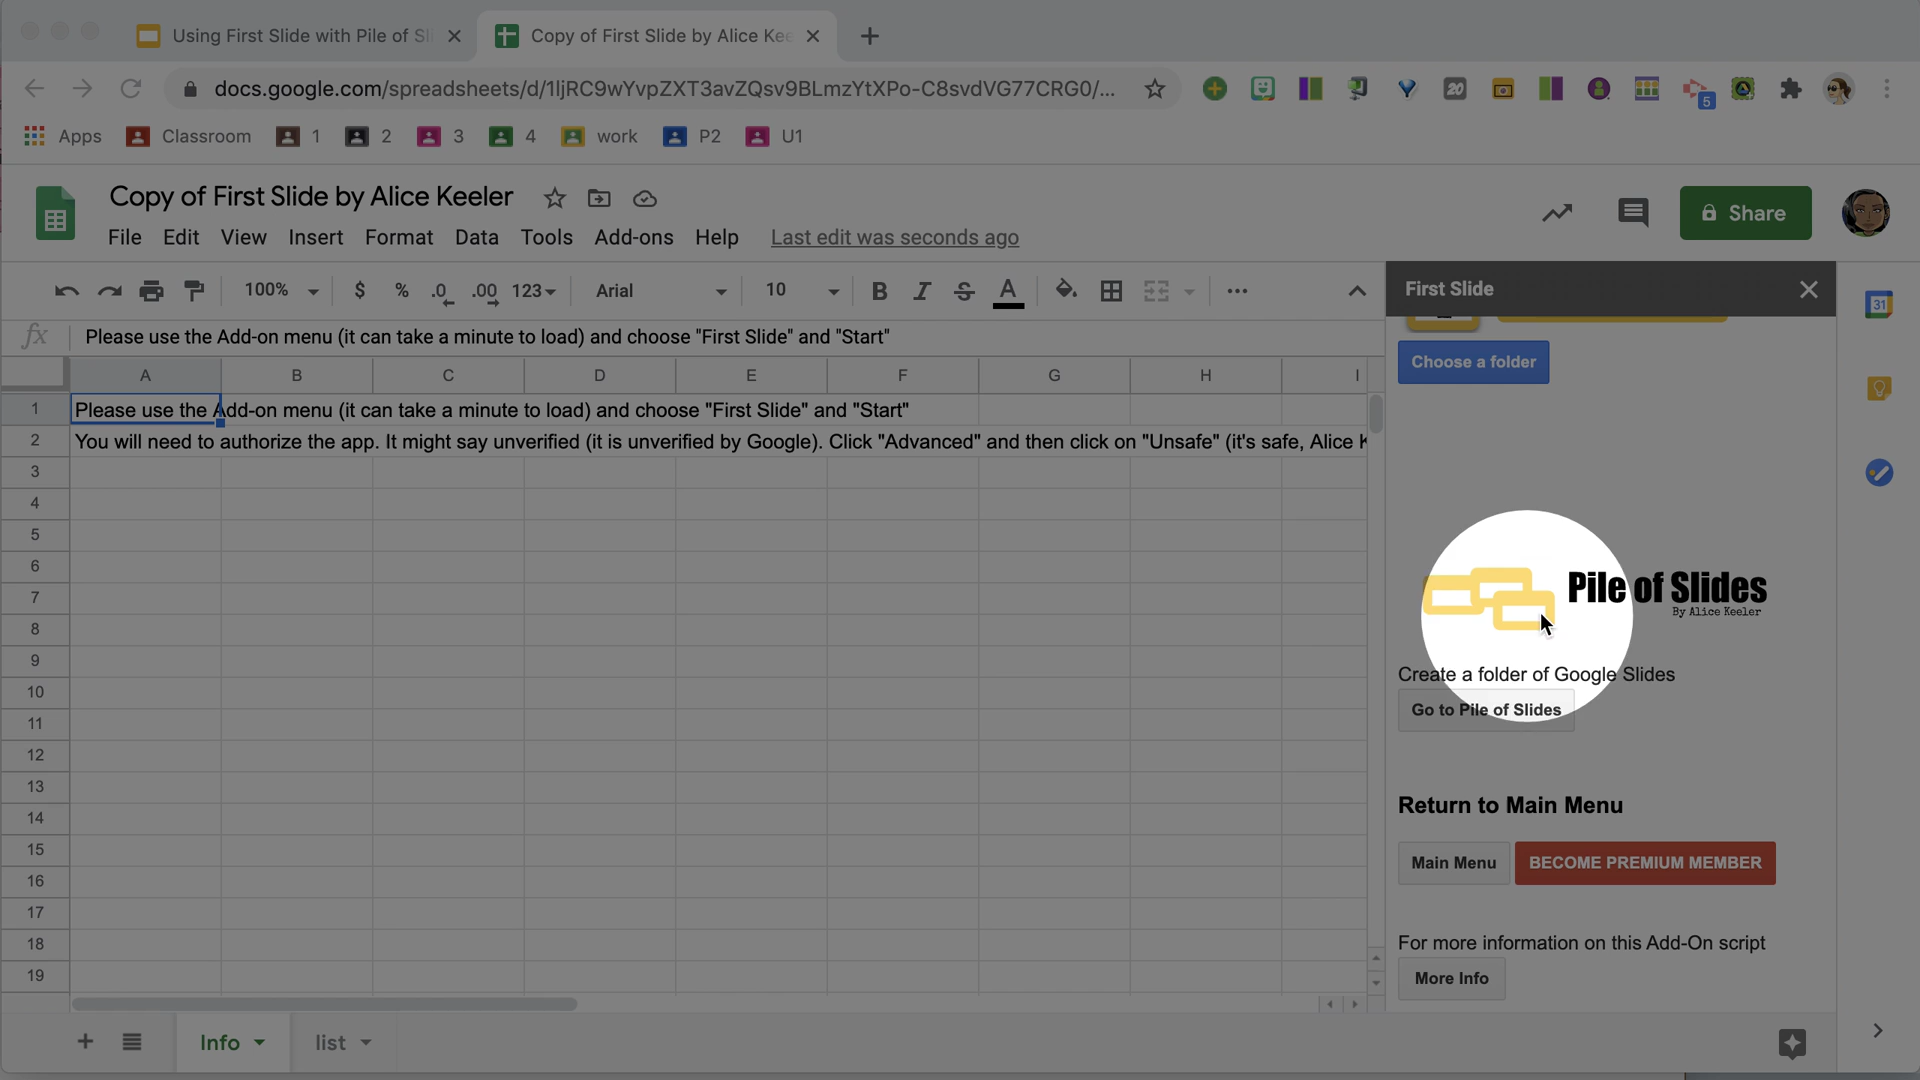 Using First Slide with Pile of Sl
Copy of First Slide by Alice Kee
docs.google.com/spreadsheets/d/1ljRC9wYvpZXT3avZQsv9BLmzYtXPo-C8svdVG77CRG0/...
20
5
Apps Classroom 1 2 3 4 work P2 U1
Copy of First Slide by Alice Keeler
Share
File Edit View Insert Format Data Tools Add-ons Help Last edit was seconds ago
100% $ % .0 .00 123 Arial 10 B I S A
First Slide
31
fx Please use the Add-on menu (it can take a minute to load) and choose "First Slide" and "Start"
Choose a folder
A B C D E F G H I
1 Please use the Add-on menu (it can take a minute to load) and choose "First Slide" and "Start"
2 You will need to authorize the app. It might say unverified (it is unverified by Google). Click "Advanced" and then click on "Unsafe" (it's safe, Alice K
3
4
5
6
7
8
9
10
11
12
13
14
15
16
17
18
19
Pile of Slides
By Alice Keeler
Create a folder of Google Slides
Go to Pile of Slides
Return to Main Menu
Main Menu BECOME PREMIUM MEMBER
For more information on this Add-On script
More Info
Info list